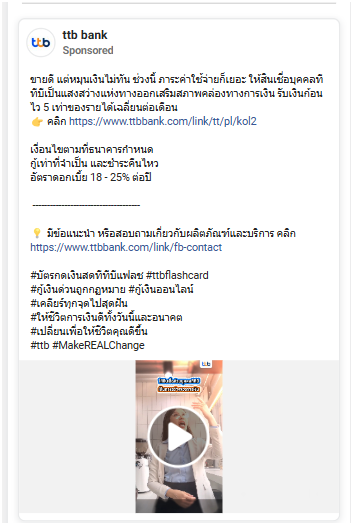 ttb
ttb bank
Sponsored
ขายดี แต่หมุนเงินไม่ทัน ช่วงนี้ ภาระค่าใช้จ่ายก็เยอะ ให้สินเชื่อบุคคลที่
ทีบีเป็นแสงสว่างแห่งทางออกเสริมสภาพคล่องทางการเงิน รับเงินก้อน
ไว 5 เท่าของรายได้เฉลี่ยนต่อเดือน
👉 คลิก https://www.ttbbank.com/link/tt/pl/kol2
เงื่อนไขตามที่ธนาคารกำหนด
กู้เท่าที่จำเป็น และชำระคืนไหว
อัตราดอกเบี้ย 18 - 25% ต่อปี
-------------------------------------
💡 มีข้อแนะนำ หรือสอบถามเกี่ยวกับผลิตภัณฑ์และบริการ คลิก
https://www.ttbbank.com/link/fb-contact
#บัตรกดเงินสดทีทีบีแฟลช #ttbflashcard
#กู้เงินด่วนถูกกฎหมาย #กู้เงินออนไลน์
#เคลียร์ทุกจุดไปสุดฝัน
#ให้ชีวิตการเงินดีทั้งวันนี้และอนาคต
#เปลี่ยนเพื่อให้ชีวิตคุณดีขึ้น
#ttb #MakeREALChange
ttb